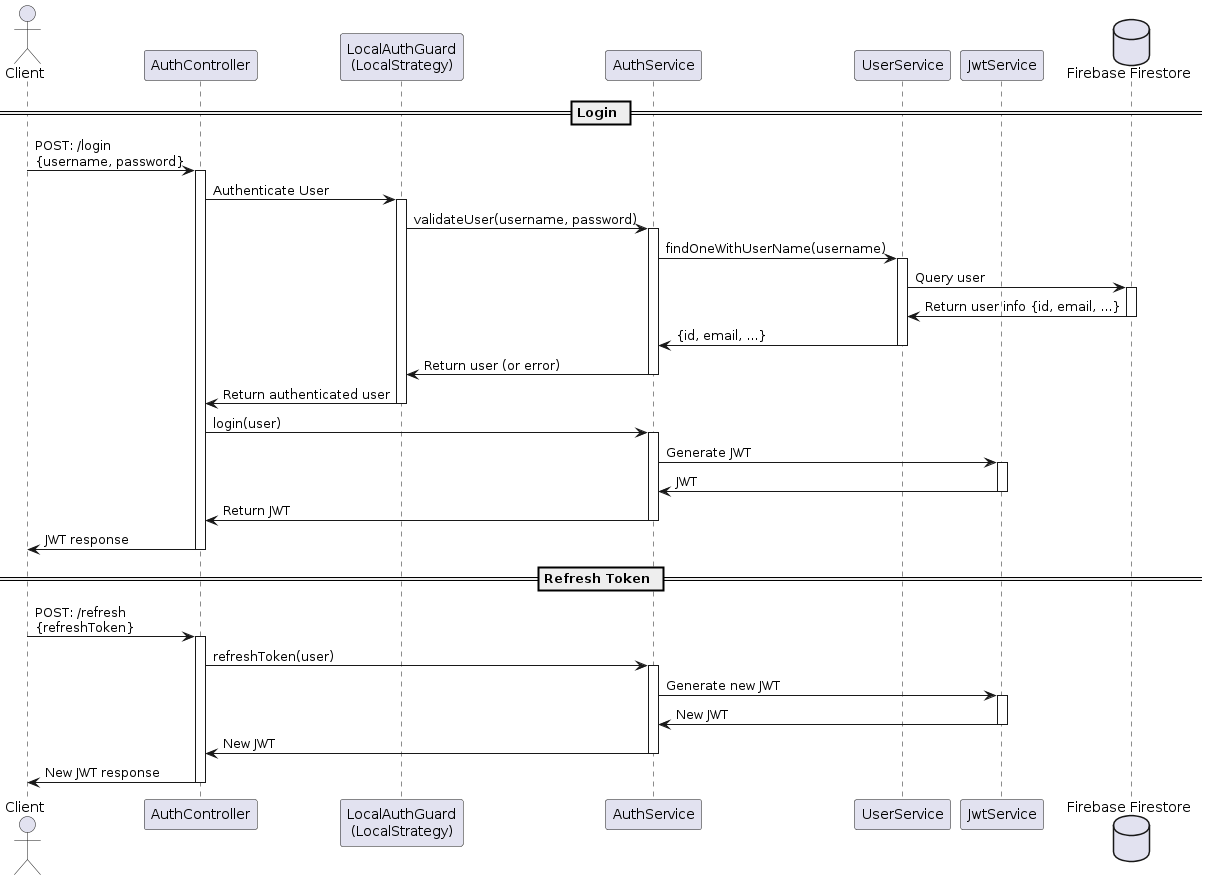 Client
AuthController
LocalAuthGuard
(LocalStrategy)
AuthService
UserService
JwtService
Firebase Firestore
Login
POST: /login
{username, password}
Authenticate User
validateUser(username, password)
findOneWithUserName(username)
Query user
Return user info {id, email, ...}
{id, email, ...}
Return user (or error)
Return authenticated user
login(user)
Generate JWT
JWT
Return JWT
JWT response
Refresh Token
POST: /refresh
{refreshToken}
refreshToken(user)
Generate new JWT
New JWT
New JWT
New JWT response
Client
AuthController
LocalAuthGuard
(LocalStrategy)
AuthService
UserService
JwtService
Firebase Firestore